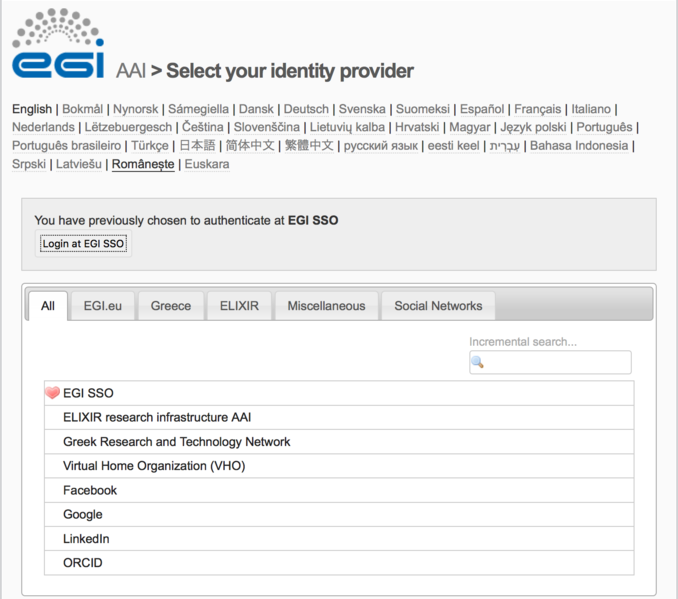 egi AAI > Select your identity provider
English | Bokmål | Nynorsk | Sámegiella | Dansk | Deutsch | Svenska | Suomeksi | Español | Français | Italiano |
Nederlands | Lëtzebuergesch | Čeština | Slovenščina | Lietuvių kalba | Hrvatski | Magyar | Język polski | Português |
Português brasileiro | Türkçe | 日本語 | 简体中文 | 繁體中文 | русский язык | eesti keel | עִבְרִית | Bahasa Indonesia |
Srpski | Latviešu | Românește | Euskara
You have previously chosen to authenticate at EGI SSO
Login at EGI SSO
All EGI.eu Greece ELIXIR Miscellaneous Social Networks
Incremental search...
EGI SSO
ELIXIR research infrastructure AAI
Greek Research and Technology Network
Virtual Home Organization (VHO)
Facebook
Google
LinkedIn
ORCID